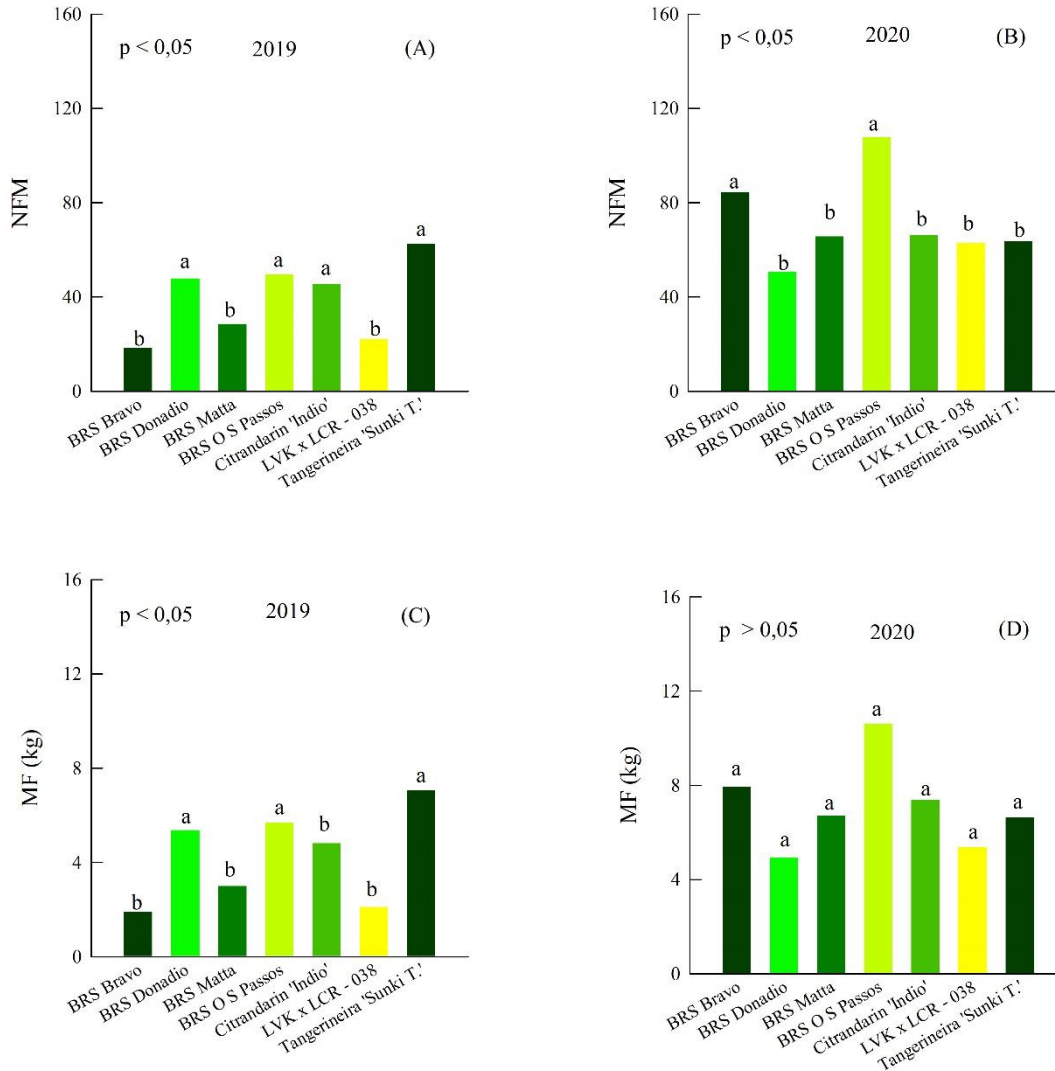 160
p < 0,05 2019 (A)
120
NFM
80
40
0
b
a
b
a
a
b
a
BRS Bravo
BRS Donadio
BRS Matta
BRS O S Passos
Citrandarin 'Indio'
LVK x LCR - 038
Tangerineira 'Sunki T.'
160
p < 0,05 2020 (B)
120
NFM
80
40
0
a
b
b
a
b
b
b
BRS Bravo
BRS Donadio
BRS Matta
BRS O S Passos
Citrandarin 'Indio'
LVK x LCR - 038
Tangerineira 'Sunki T.'
16
p < 0,05 2019 (C)
12
MF (kg)
8
4
0
b
a
b
a
b
b
a
BRS Bravo
BRS Donadio
BRS Matta
BRS O S Passos
Citrandarin 'Indio'
LVK x LCR - 038
Tangerineira 'Sunki T.'
16
p > 0,05 2020 (D)
12
MF (kg)
8
4
0
a
a
a
a
a
a
a
BRS Bravo
BRS Donadio
BRS Matta
BRS O S Passos
Citrandarin 'Indio'
LVK x LCR - 038
Tangerineira 'Sunki T.'